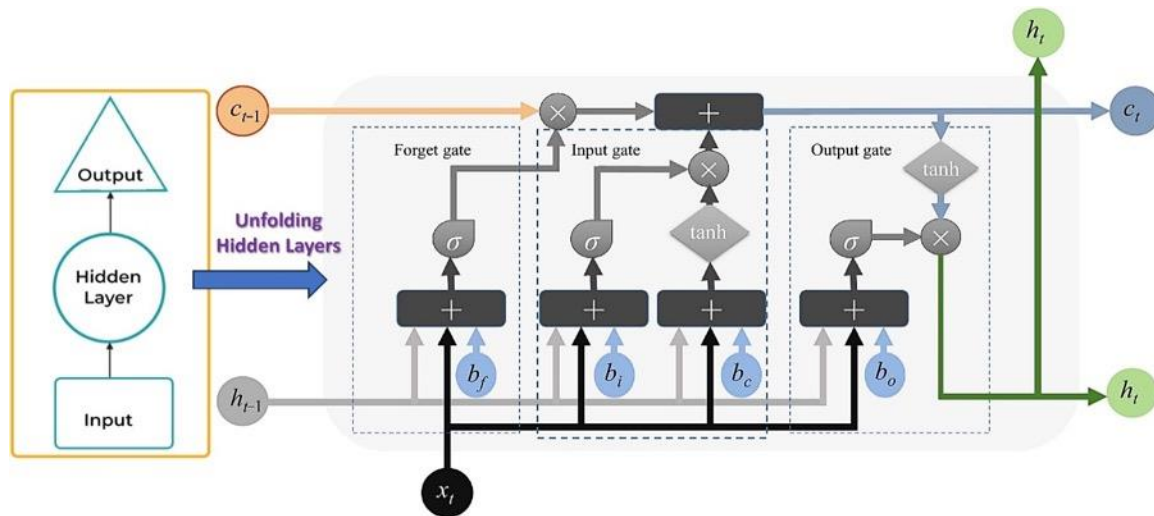 Output
Hidden
Layer
Input
Unfolding
Hidden Layers
c_{t-1}
h_{t-1}
x_t
×
+
h_t
c_t
Forget gate
σ
+
b_f
Input gate
×
σ
tanh
+
+
b_i
b_c
Output gate
tanh
σ
×
+
b_o
h_t